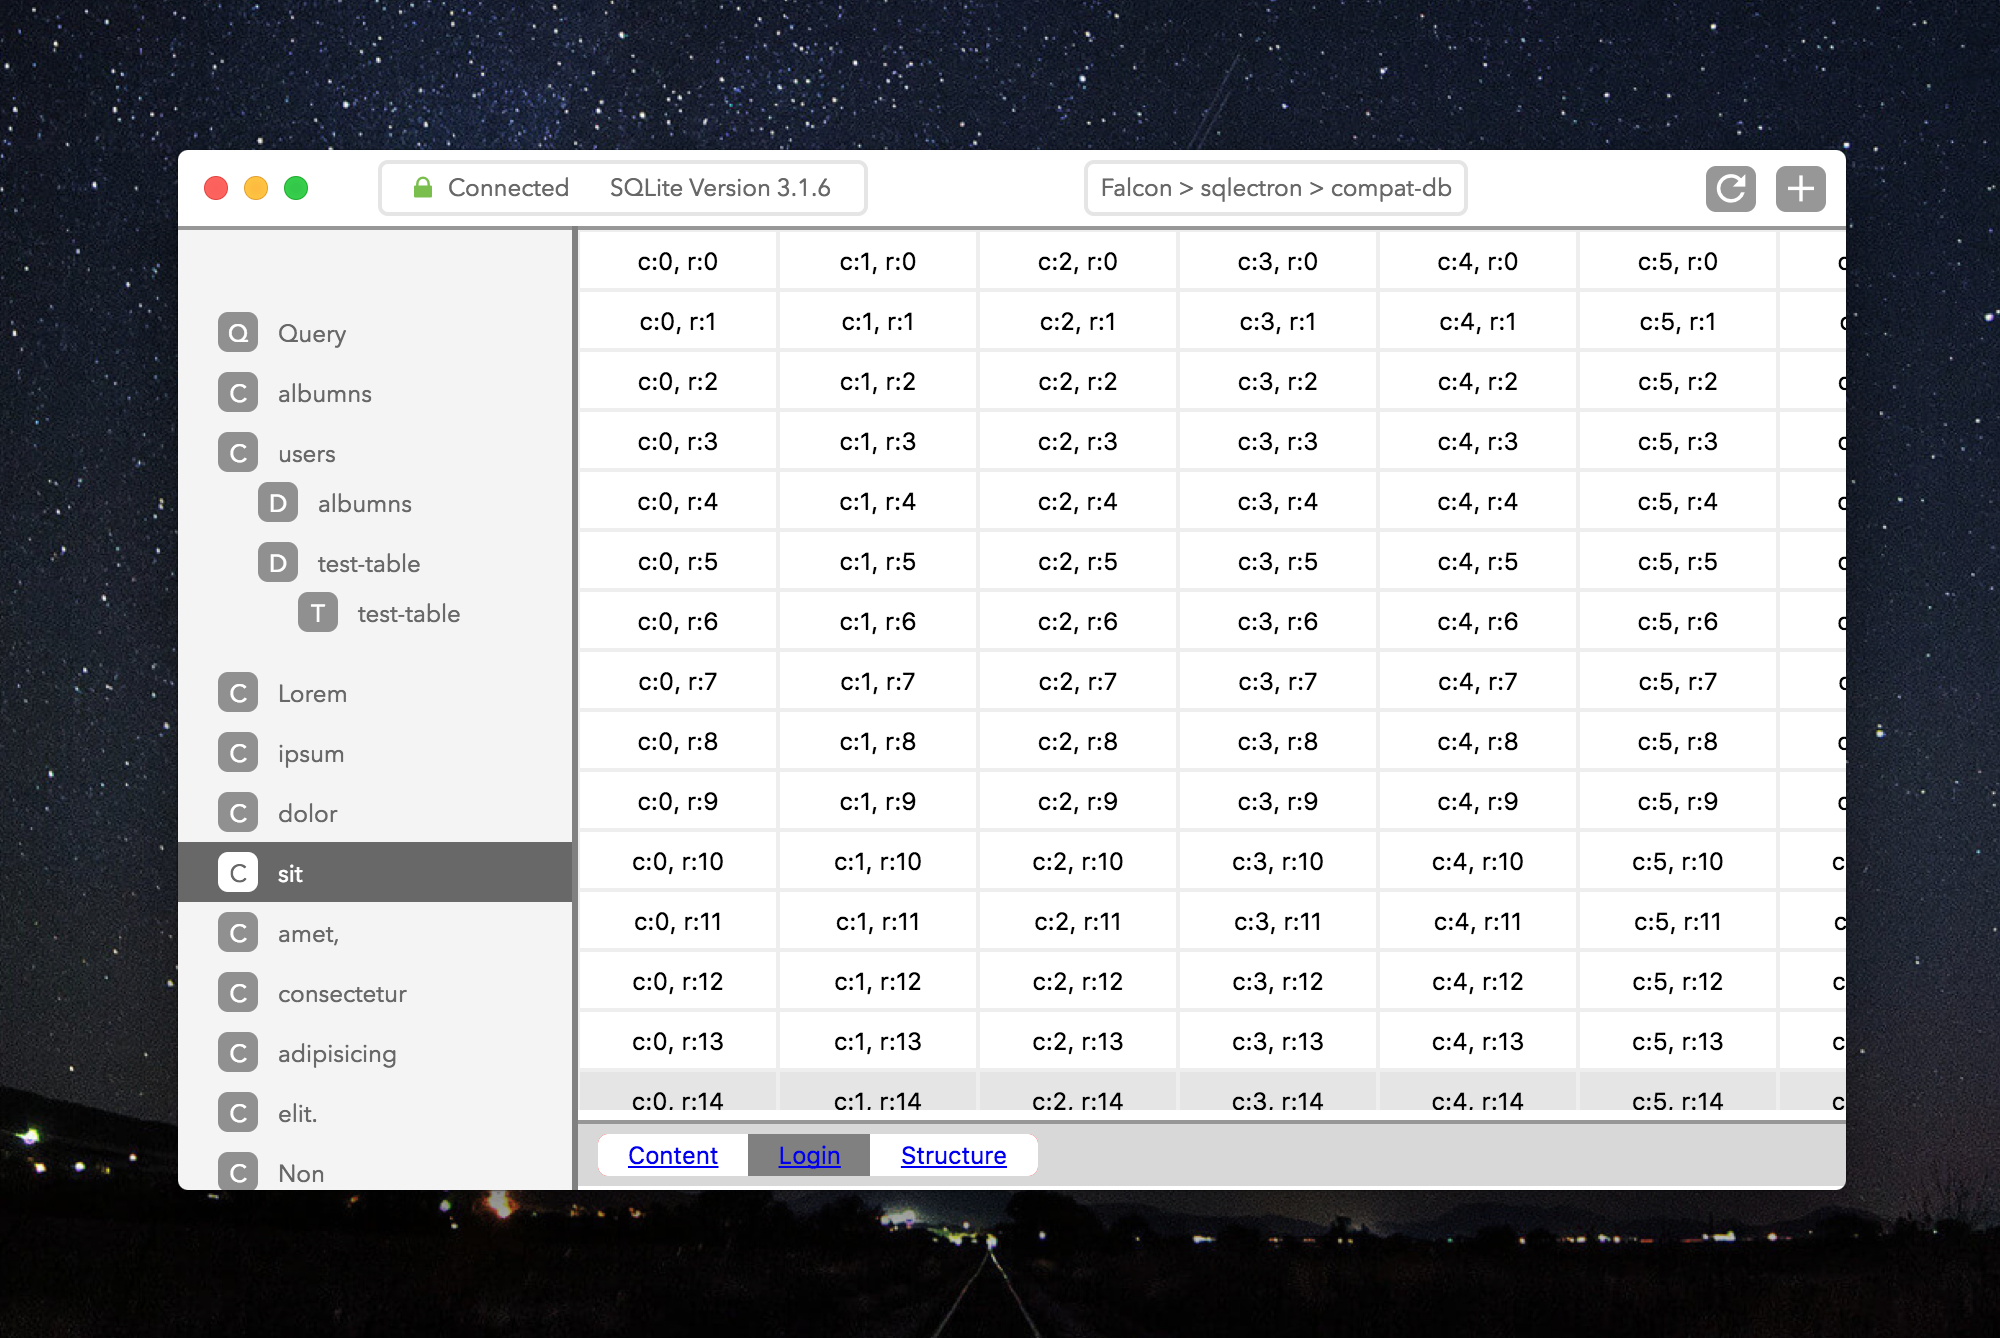 Connected SQLite Version 3.1.6
Falcon > sqlectron > compat-db
Q Query
C albumns
C users
D albumns
D test-table
T test-table
C Lorem
C ipsum
C dolor
C sit
C amet,
C consectetur
C adipisicing
C elit.
C Non
c:0, r:0 c:1, r:0 c:2, r:0 c:3, r:0 c:4, r:0 c:5, r:0
c:0, r:1 c:1, r:1 c:2, r:1 c:3, r:1 c:4, r:1 c:5, r:1
c:0, r:2 c:1, r:2 c:2, r:2 c:3, r:2 c:4, r:2 c:5, r:2
c:0, r:3 c:1, r:3 c:2, r:3 c:3, r:3 c:4, r:3 c:5, r:3
c:0, r:4 c:1, r:4 c:2, r:4 c:3, r:4 c:4, r:4 c:5, r:4
c:0, r:5 c:1, r:5 c:2, r:5 c:3, r:5 c:4, r:5 c:5, r:5
c:0, r:6 c:1, r:6 c:2, r:6 c:3, r:6 c:4, r:6 c:5, r:6
c:0, r:7 c:1, r:7 c:2, r:7 c:3, r:7 c:4, r:7 c:5, r:7
c:0, r:8 c:1, r:8 c:2, r:8 c:3, r:8 c:4, r:8 c:5, r:8
c:0, r:9 c:1, r:9 c:2, r:9 c:3, r:9 c:4, r:9 c:5, r:9
c:0, r:10 c:1, r:10 c:2, r:10 c:3, r:10 c:4, r:10 c:5, r:10 c
c:0, r:11 c:1, r:11 c:2, r:11 c:3, r:11 c:4, r:11 c:5, r:11 c
c:0, r:12 c:1, r:12 c:2, r:12 c:3, r:12 c:4, r:12 c:5, r:12 c
c:0, r:13 c:1, r:13 c:2, r:13 c:3, r:13 c:4, r:13 c:5, r:13 c
c:0, r:14 c:1, r:14 c:2, r:14 c:3, r:14 c:4, r:14 c:5, r:14 c
Content Login Structure